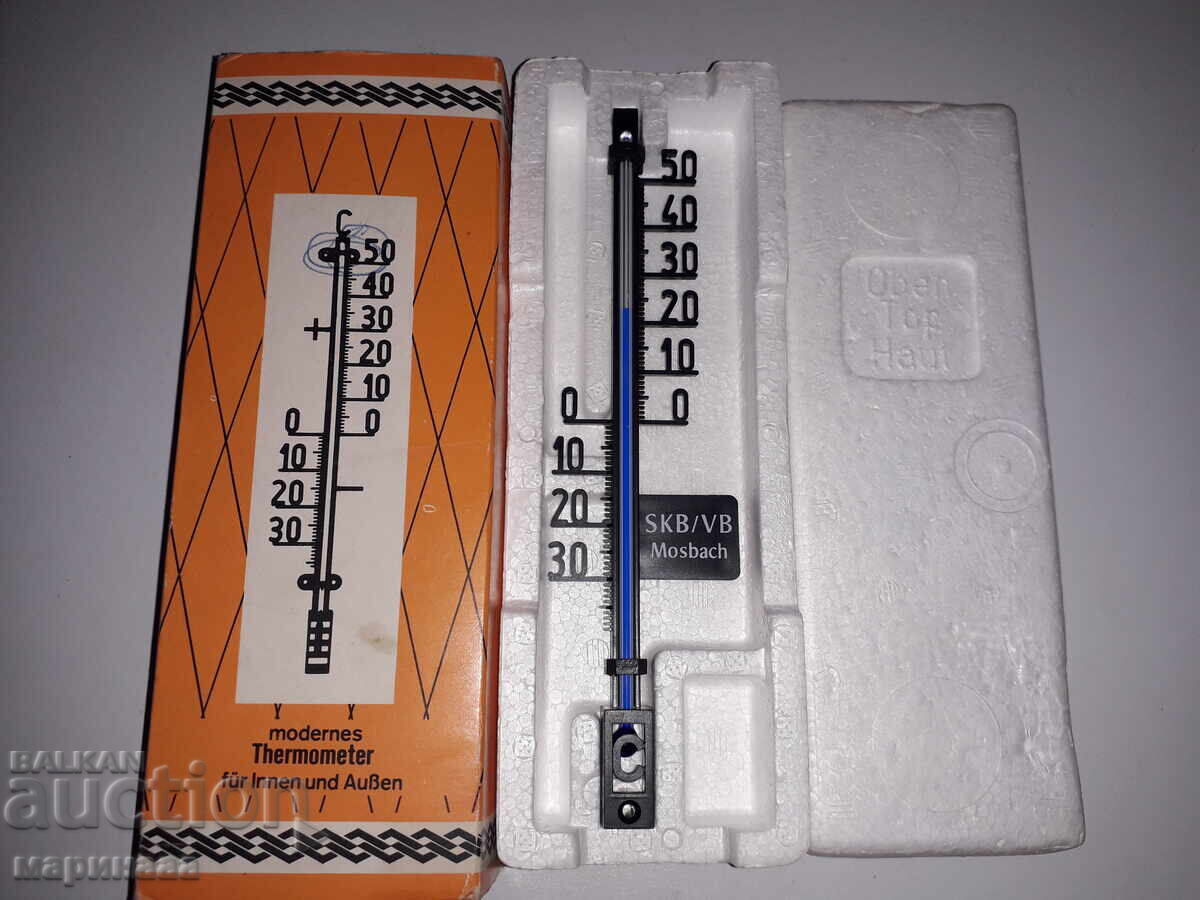 C
50
40
30
20
10
0 0
10
20
30
modernes
Thermometer
für Innen und Außen
50
40
30
20
10
0 0
10
20
30
SKB/VB
Mosbach
C
Oben
Top
Haut
BALKAN
auction
маринааа